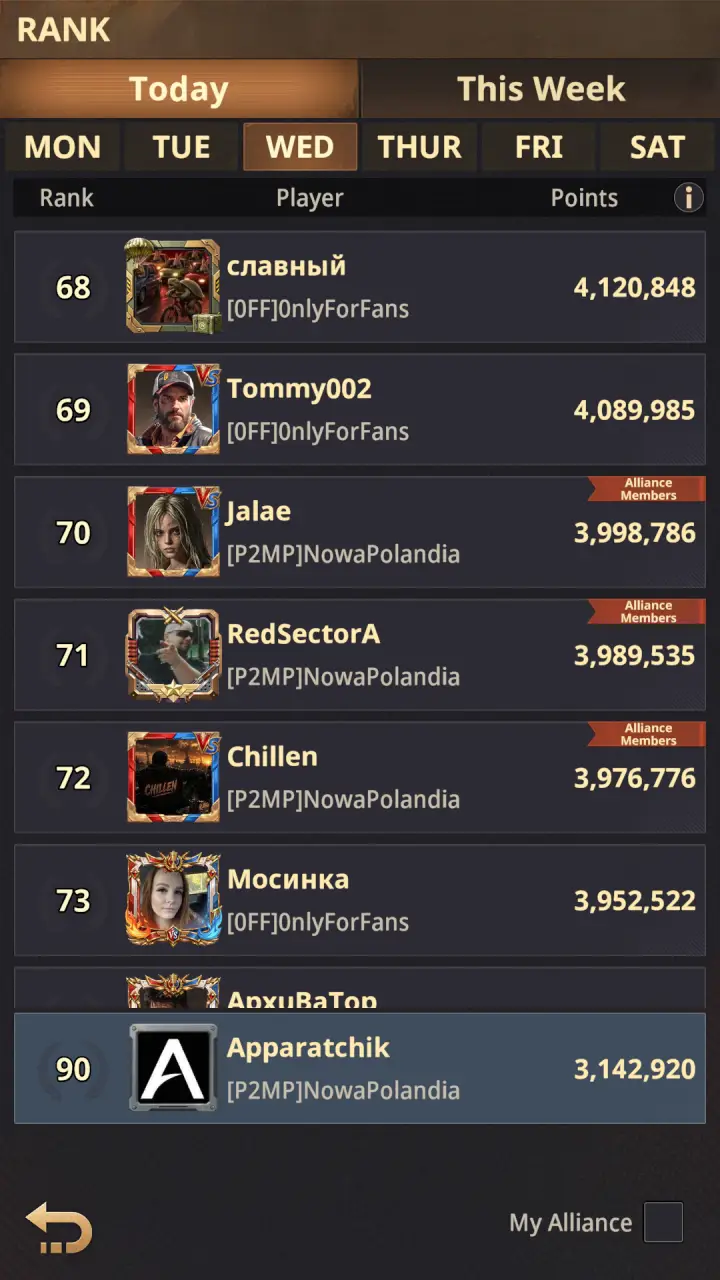 RANK
Today
This Week
MON
TUE
WED
THUR
FRI
SAT
Rank
Player
Points
68
славный
[0FF]0nlyForFans
4,120,848
69
Tommy002
[0FF]0nlyForFans
4,089,985
Alliance
Members
70
Jalae
[P2MP]NowaPolandia
3,998,786
Alliance
Members
71
RedSectorA
[P2MP]NowaPolandia
3,989,535
Alliance
Members
72
CHILLEN
Chillen
[P2MP]NowaPolandia
3,976,776
73
Мосинка
[0FF]0nlyForFans
3,952,522
АрхиВаТор
90
Apparatchik
[P2MP]NowaPolandia
3,142,920
My Alliance